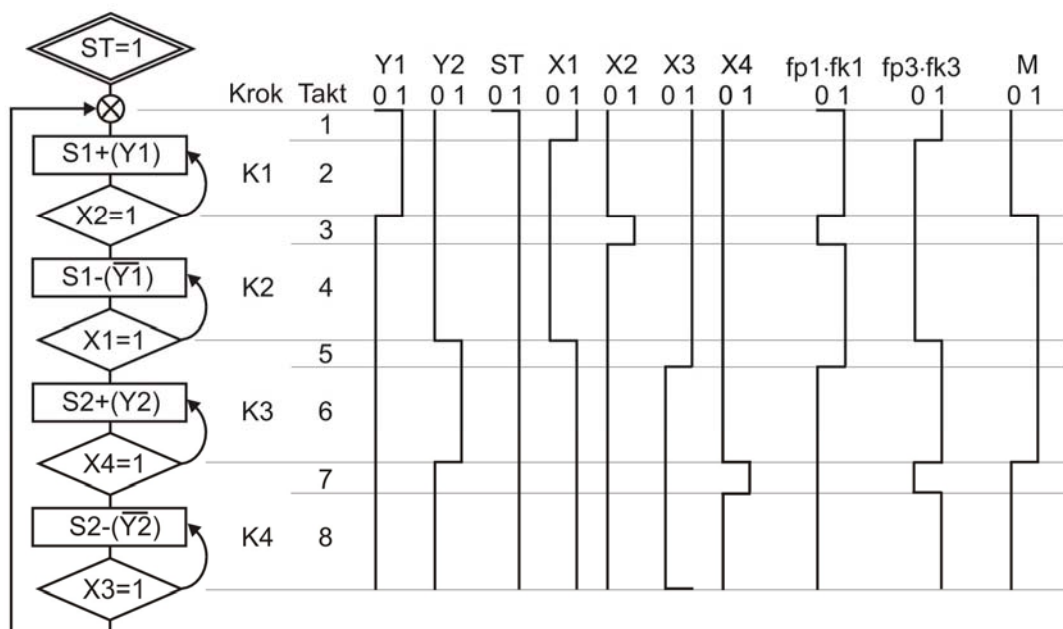 ST=1
Y1 Y2 ST X1 X2 X3 X4 fp1·fk1 fp3·fk3 M
Krok Takt 0 1 0 1 0 1 0 1 0 1 0 1 0 1 0 1 0 1 0 1
1
S1+(Y1)
K1 2
X2=1
3
S1-(Y̅1̅)
K2 4
X1=1
5
S2+(Y2)
K3 6
X4=1
7
S2-(Y̅2̅)
K4 8
X3=1